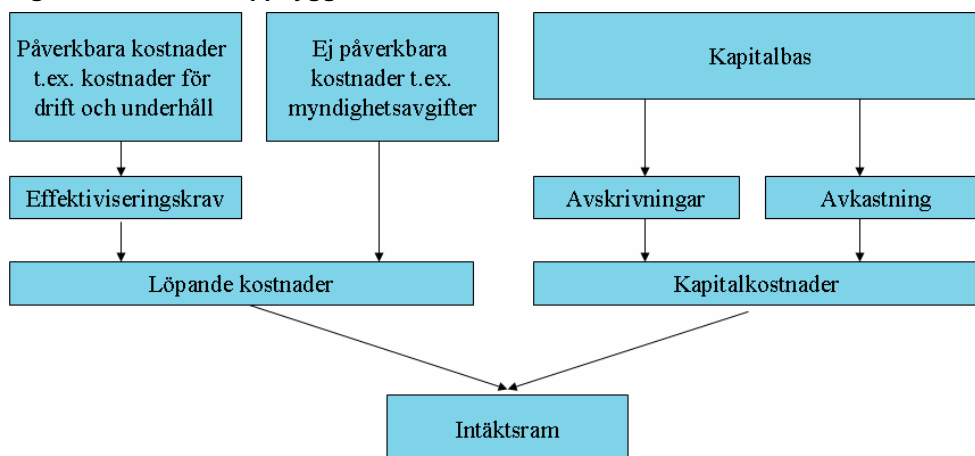 Påverkbara kostnader
t.ex. kostnader för
drift och underhåll
Ej påverkbara
kostnader t.ex.
myndighetsavgifter
Kapitalbas
Effektiviseringskrav
Avskrivningar
Avkastning
Löpande kostnader
Kapitalkostnader
Intäktsram